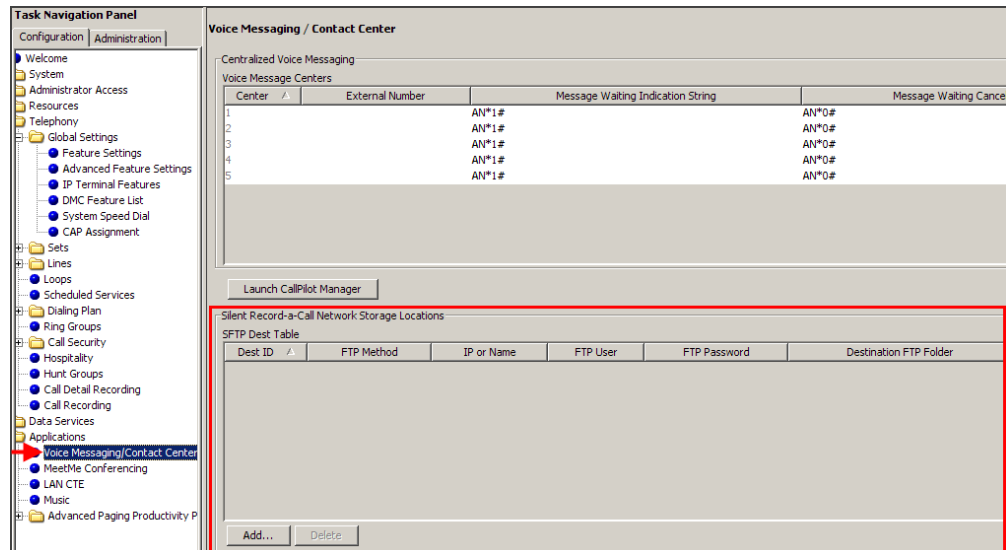 Task Navigation Panel
Configuration
Administration
Welcome
System
Administrator Access
Resources
Telephony
Global Settings
Feature Settings
Advanced Feature Settings
IP Terminal Features
DMC Feature List
System Speed Dial
CAP Assignment
Sets
Lines
Loops
Scheduled Services
Dialing Plan
Ring Groups
Call Security
Hospitality
Hunt Groups
Call Detail Recording
Call Recording
Data Services
Applications
Voice Messaging/Contact Center
MeetMe Conferencing
LAN CTE
Music
Advanced Paging Productivity P
Voice Messaging / Contact Center
Centralized Voice Messaging
Voice Message Centers
Center External Number Message Waiting Indication String Message Waiting Cance
1 AN*1# AN*0#
2 AN*1# AN*0#
3 AN*1# AN*0#
4 AN*1# AN*0#
5 AN*1# AN*0#
Launch CallPilot Manager
Silent Record-a-Call Network Storage Locations
SFTP Dest Table
Dest ID FTP Method IP or Name FTP User FTP Password Destination FTP Folder
Add... Delete